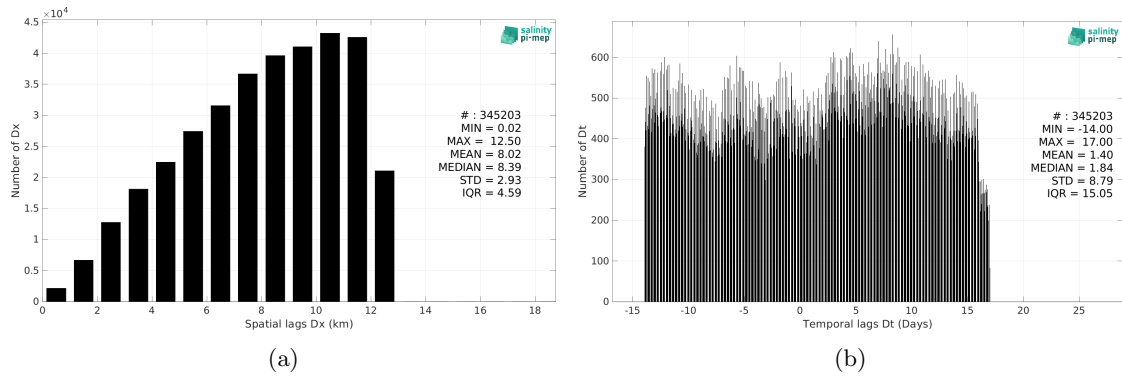 ×10^4
4.5
4
3.5
3
2.5
2
1.5
1
0.5
0
Number of Dx
0 2 4 6 8 10 12 14 16 18
Spatial lags Dx (km)
salinity
pi-mep
# : 345203
MIN = 0.02
MAX = 12.50
MEAN = 8.02
MEDIAN = 8.39
STD = 2.93
IQR = 4.59
(a)
600
500
400
300
200
100
0
Number of Dt
-15 -10 -5 0 5 10 15 20 25
Temporal lags Dt (Days)
salinity
pi-mep
# : 345203
MIN = -14.00
MAX = 17.00
MEAN = 1.40
MEDIAN = 1.84
STD = 8.79
IQR = 15.05
(b)